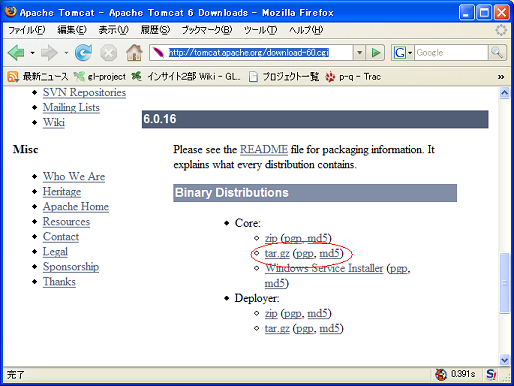 Apache Tomcat - Apache Tomcat 6 Downloads - Mozilla Firefox
ファイル(F) 編集(E) 表示(V) 履歴(S) ブックマーク(B) ツール(T) ヘルプ(H)
http://tomcat.apache.org/download-60.cgi
G Google
最新ニュース gl-project インサイト2部 Wiki - GL... プロジェクト一覧 p-q - Trac »
SVN Repositories
Mailing Lists
Wiki
Misc
Who We Are
Heritage
Apache Home
Resources
Contact
Legal
Sponsorship
Thanks
6.0.16
Please see the README file for packaging information. It
explains what every distribution contains.
Binary Distributions
Core:
zip (pgp, md5)
tar.gz (pgp, md5)
Windows Service Installer (pgp,
md5)
Deployer:
zip (pgp, md5)
tar.gz (pgp, md5)
完了
0.391s
S!